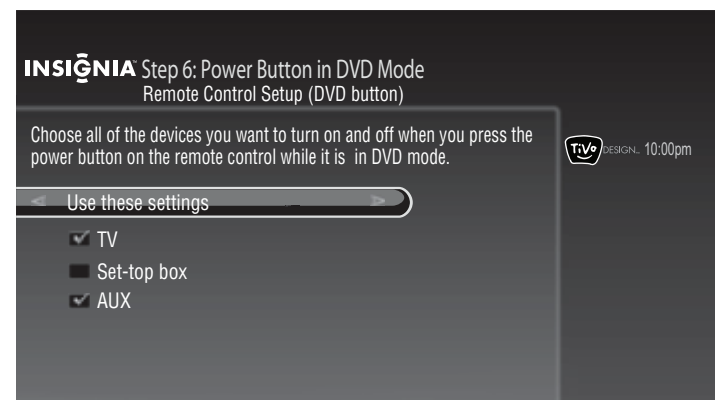 INSIGNIA™ Step 6: Power Button in DVD Mode
Remote Control Setup (DVD button)
Choose all of the devices you want to turn on and off when you press the
power button on the remote control while it is in DVD mode.
TiVo DESIGN™ 10:00pm
Use these settings
TV
Set-top box
AUX